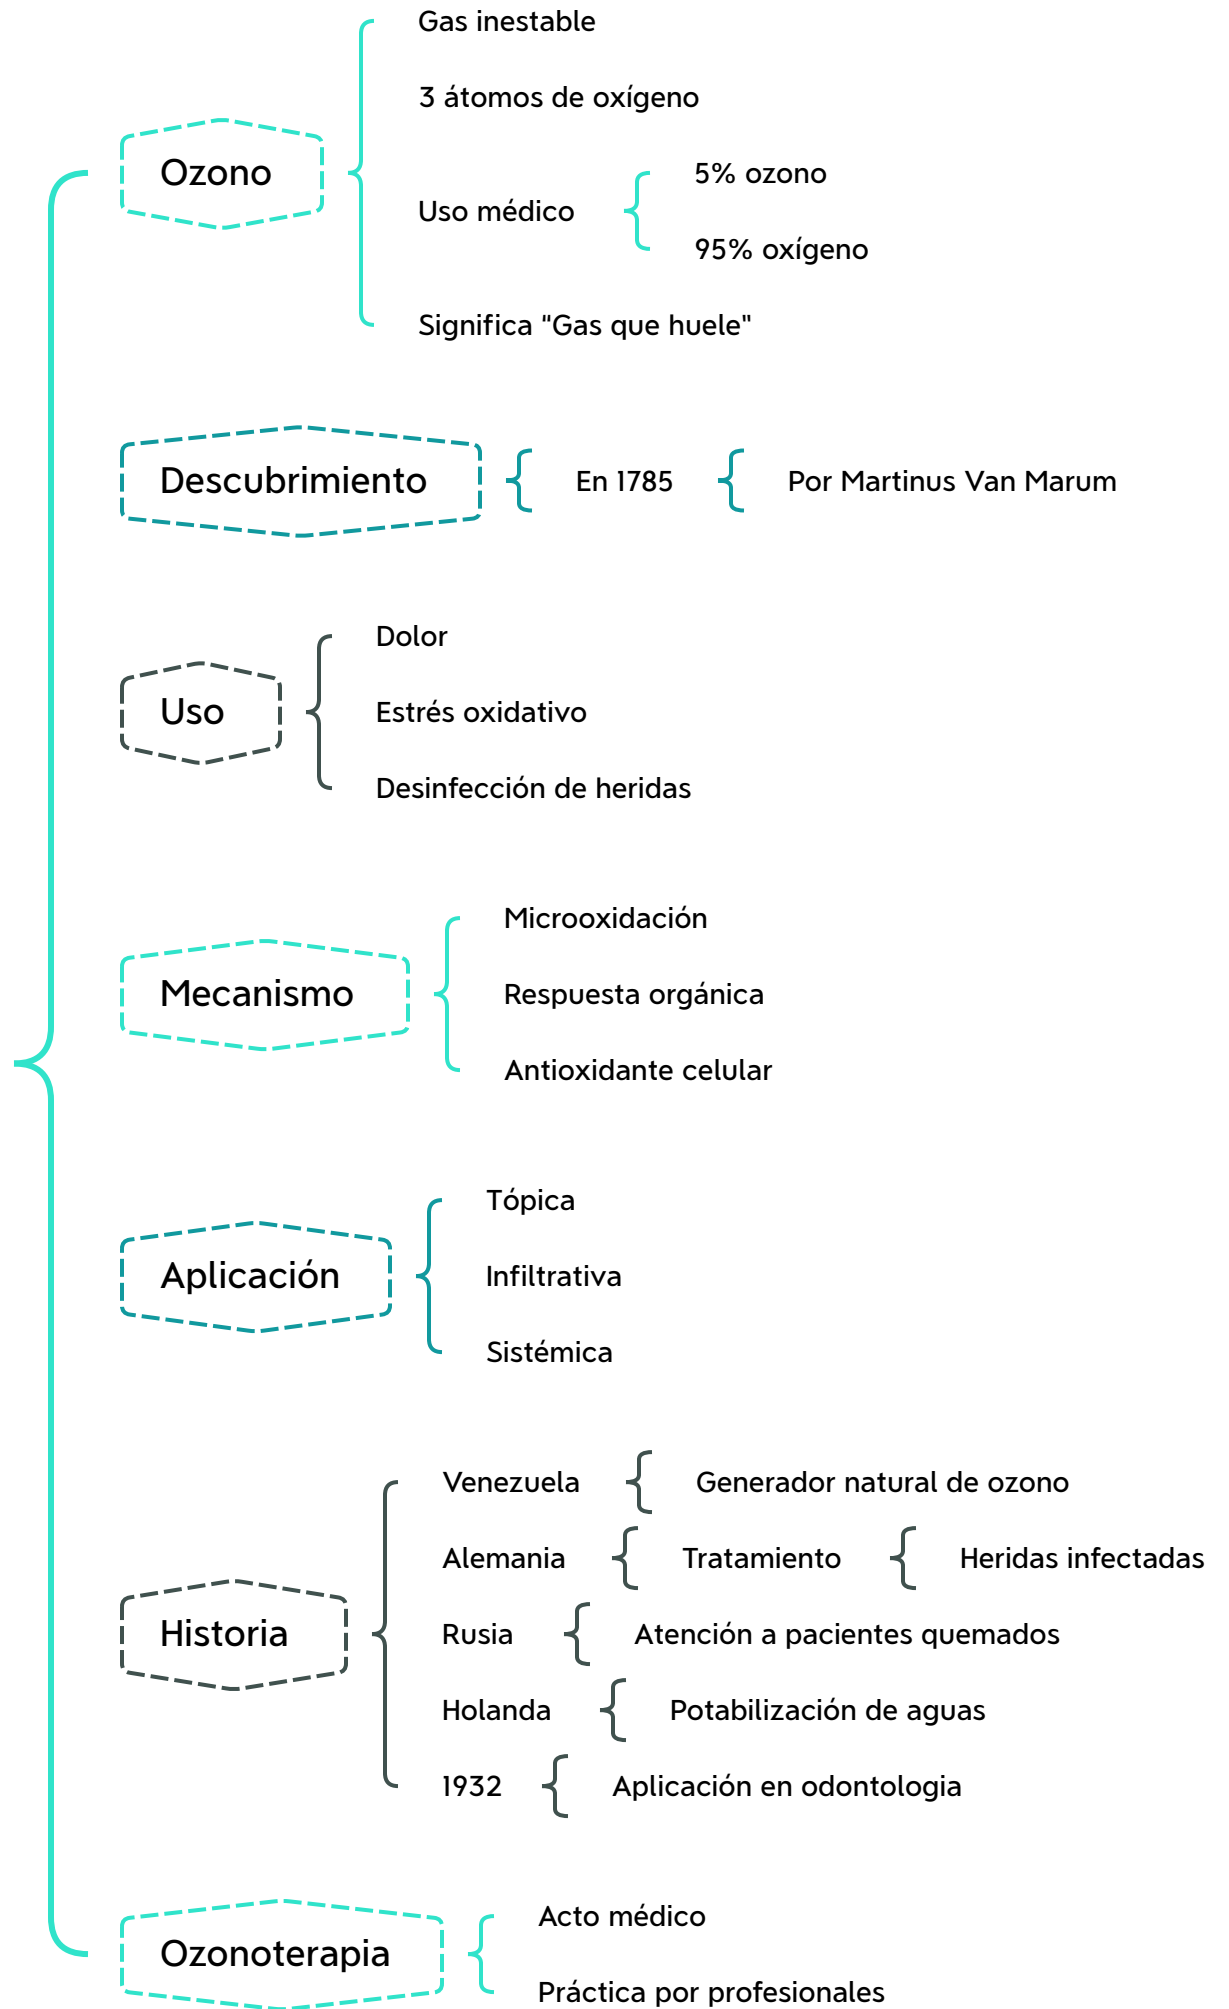 Ozono
Gas inestable
3 átomos de oxígeno
Uso médico
5% ozono
95% oxígeno
Significa "Gas que huele"
Descubrimiento
En 1785
Por Martinus Van Marum
Uso
Dolor
Estrés oxidativo
Desinfección de heridas
Mecanismo
Microoxidación
Respuesta orgánica
Antioxidante celular
Aplicación
Tópica
Infiltrativa
Sistémica
Historia
Venezuela
Generador natural de ozono
Alemania
Tratamiento
Heridas infectadas
Rusia
Atención a pacientes quemados
Holanda
Potabilización de aguas
1932
Aplicación en odontologia
Ozonoterapia
Acto médico
Práctica por profesionales